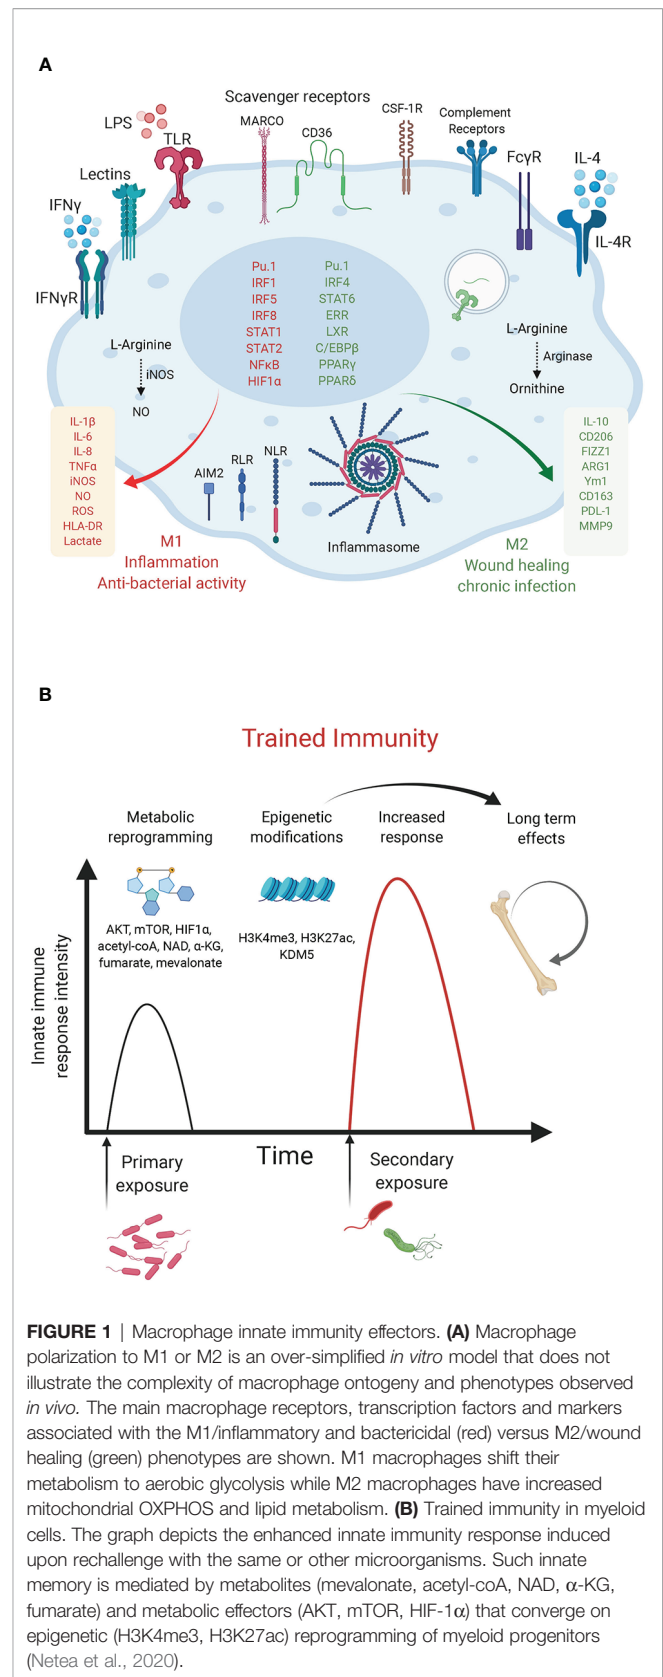 A
Scavenger receptors
LPS
TLR
MARCO
CD36
CSF-1R
Complement
Receptors
FcγR
IL-4
Lectins
IFNγ
IL-4R
IFNγR
Pu.1
IRF1
IRF5
IRF8
STAT1
STAT2
NFκB
HIF1α
Pu.1
IRF4
STAT6
ERR
LXR
C/EBPβ
PPARγ
PPARδ
L-Arginine
iNOS
NO
L-Arginine
Arginase
Ornithine
IL-1β
IL-6
IL-8
TNFα
iNOS
NO
ROS
HLA-DR
Lactate
AIM2
RLR
NLR
Inflammasome
IL-10
CD206
FIZZ1
ARG1
Ym1
CD163
PDL-1
MMP9
M1
Inflammation
Anti-bacterial activity
M2
Wound healing
chronic infection
B
Trained Immunity
Metabolic
reprogramming
Epigenetic
modifications
Increased
response
Long term
effects
AKT, mTOR, HIF1α,
acetyl-coA, NAD, α-KG,
fumarate, mevalonate
H3K4me3, H3K27ac,
KDM5
Innate immune
response intensity
Time
Primary
exposure
Secondary
exposure
FIGURE 1 | Macrophage innate immunity effectors. (A) Macrophage
polarization to M1 or M2 is an over-simplified in vitro model that does not
illustrate the complexity of macrophage ontogeny and phenotypes observed
in vivo. The main macrophage receptors, transcription factors and markers
associated with the M1/inflammatory and bactericidal (red) versus M2/wound
healing (green) phenotypes are shown. M1 macrophages shift their
metabolism to aerobic glycolysis while M2 macrophages have increased
mitochondrial OXPHOS and lipid metabolism. (B) Trained immunity in myeloid
cells. The graph depicts the enhanced innate immunity response induced
upon rechallenge with the same or other microorganisms. Such innate
memory is mediated by metabolites (mevalonate, acetyl-coA, NAD, α-KG,
fumarate) and metabolic effectors (AKT, mTOR, HIF-1α) that converge on
epigenetic (H3K4me3, H3K27ac) reprogramming of myeloid progenitors
(Netea et al., 2020).